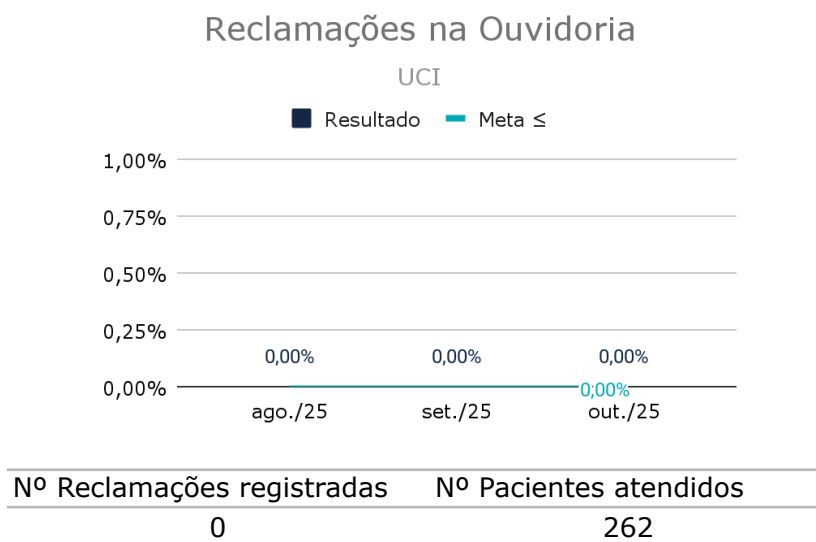 Reclamações na Ouvidoria
UCI
Resultado Meta ≤
1,00%
0,75%
0,50%
0,25%
0,00% 0,00% 0,00%
0,00% 0,00%
ago./25 set./25 out./25
Nº Reclamações registradas Nº Pacientes atendidos
0 262